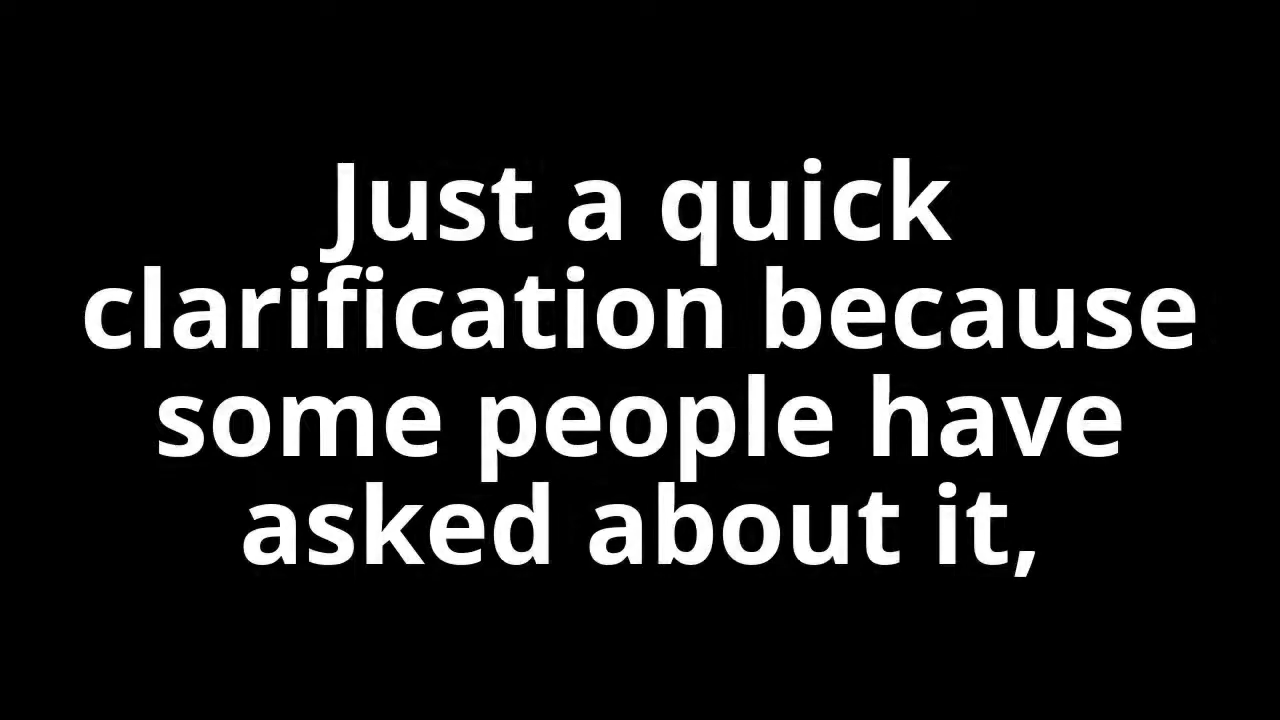 Just a quick
clarification because
some people have
asked about it,